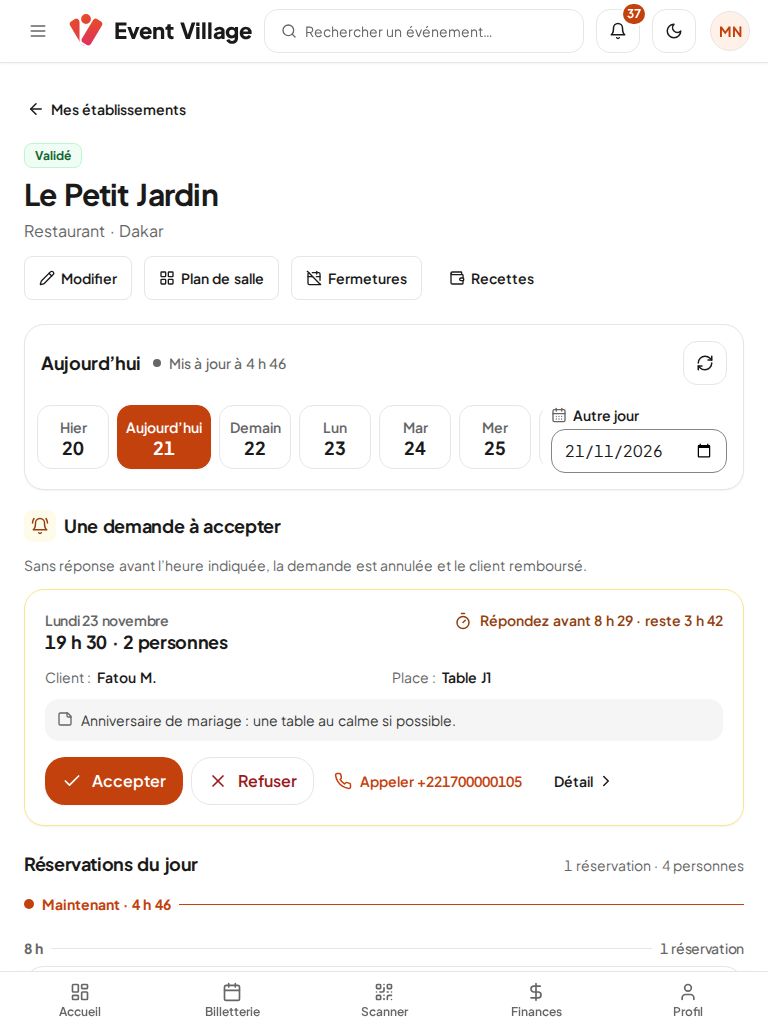 Event Village
Rechercher un événement…
37
MN
Mes établissements
Validé
Le Petit Jardin
Restaurant · Dakar
Modifier
Plan de salle
Fermetures
Recettes
Aujourd’hui
Mis à jour à 4 h 46
Hier
20
Aujourd’hui
21
Demain
22
Lun
23
Mar
24
Mer
25
Autre jour
21/11/2026
Une demande à accepter
Sans réponse avant l’heure indiquée, la demande est annulée et le client remboursé.
Lundi 23 novembre
19 h 30 · 2 personnes
Répondez avant 8 h 29 · reste 3 h 42
Client : Fatou M.
Place : Table J1
Anniversaire de mariage : une table au calme si possible.
Accepter
Refuser
Appeler +221700000105
Détail
Réservations du jour
1 réservation · 4 personnes
Maintenant · 4 h 46
8 h
1 réservation
Accueil
Billetterie
Scanner
Finances
Profil